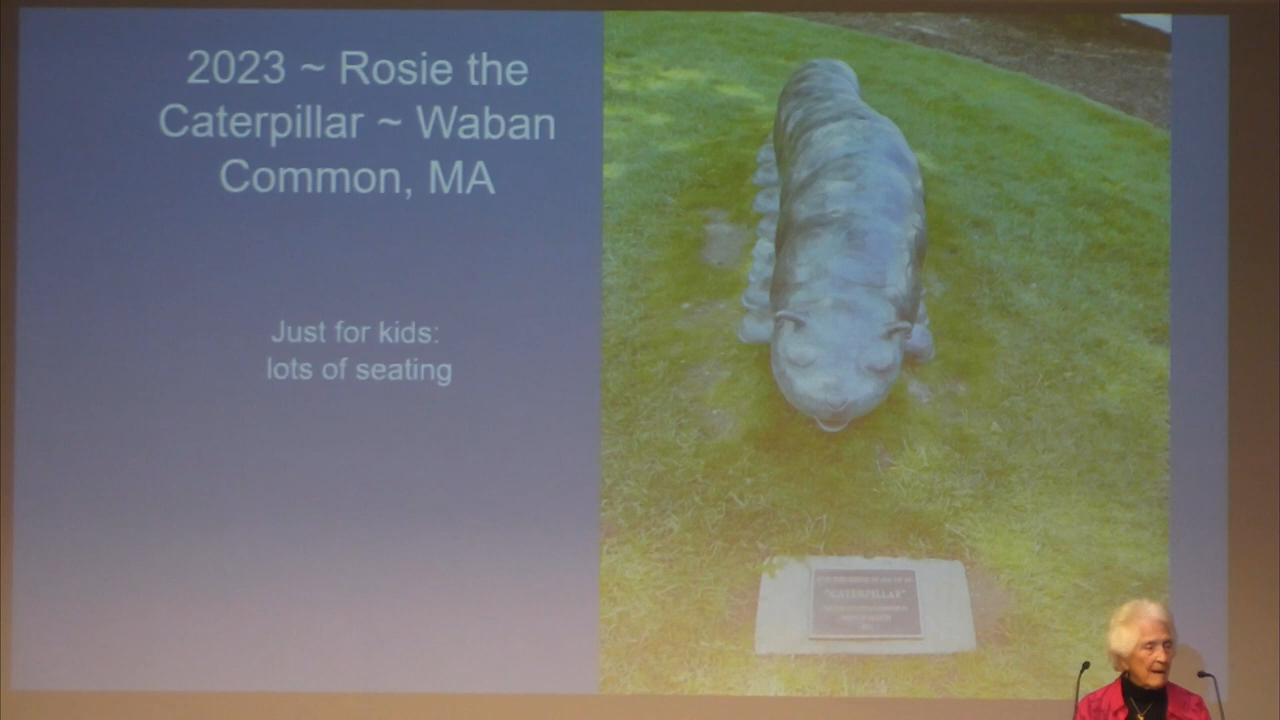 2023 ~ Rosie the
Caterpillar ~ Waban
Common, MA
Just for kids:
lots of seating
"CATERPILLAR"